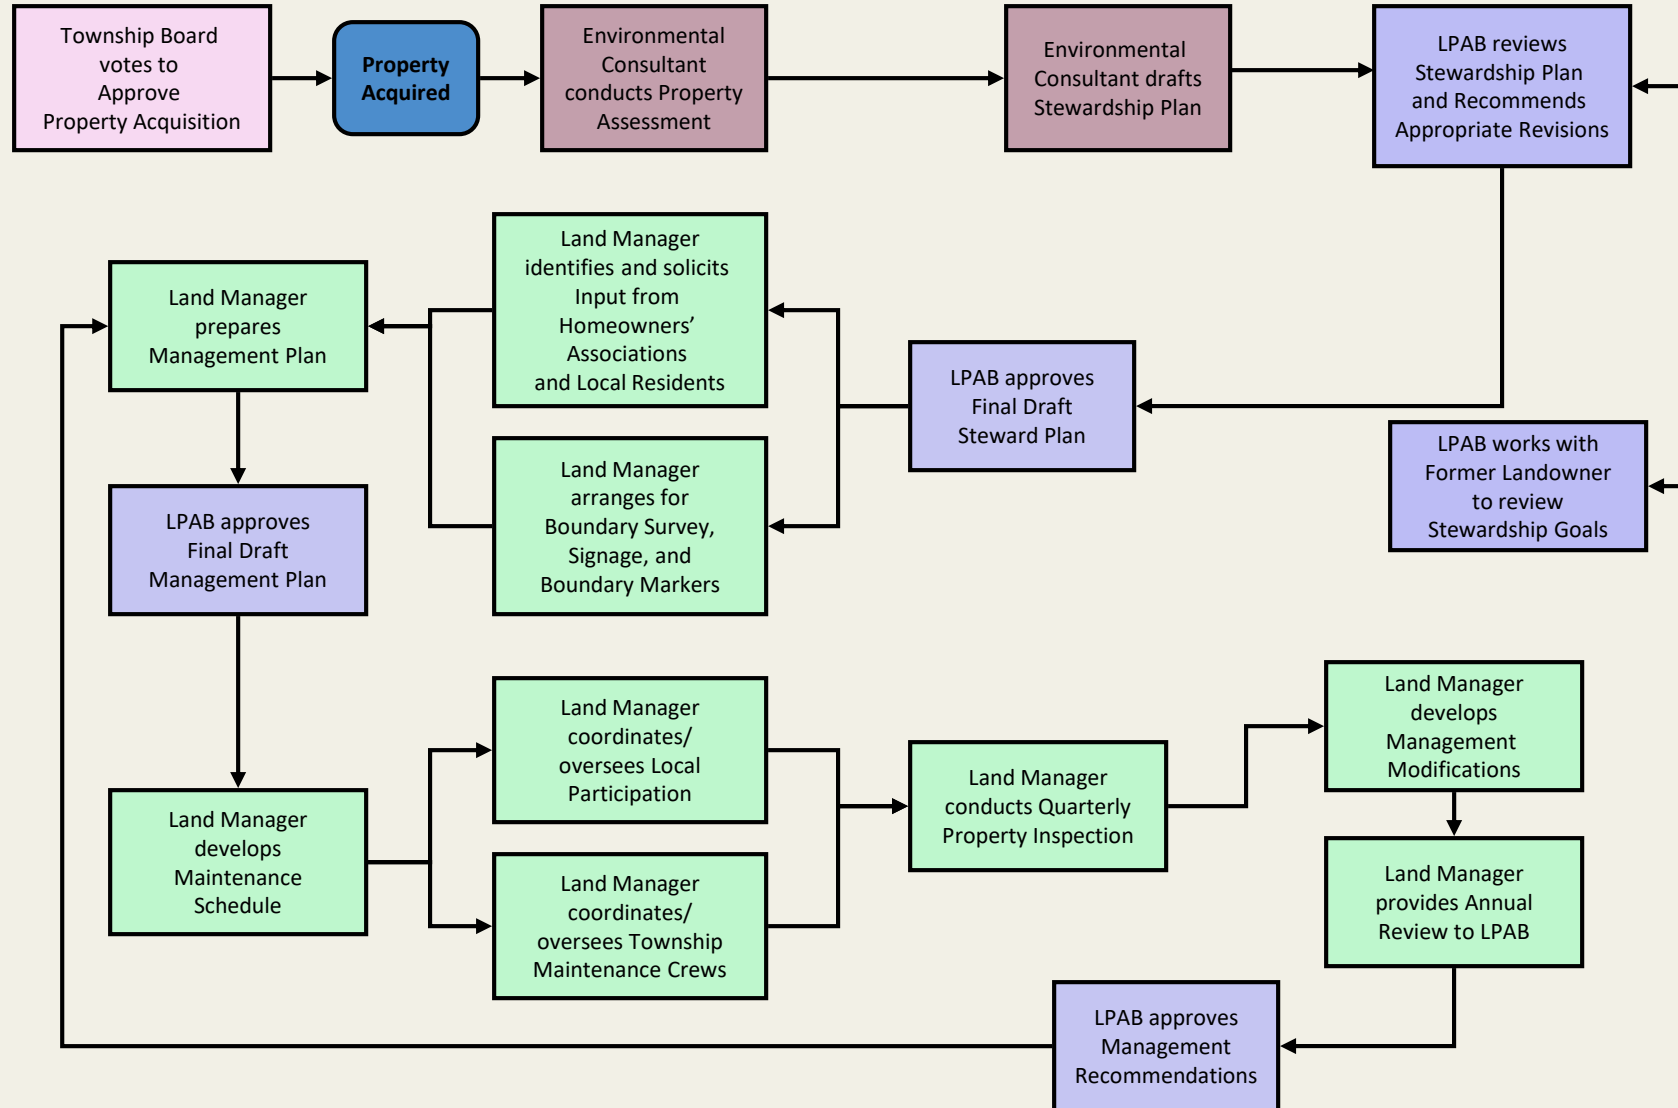 Township Board
votes to
Approve
Property Acquisition
Property
Acquired
Environmental
Consultant
conducts Property
Assessment
Environmental
Consultant drafts
Stewardship Plan
LPAB reviews
Stewardship Plan
and Recommends
Appropriate Revisions
Land Manager
prepares
Management Plan
Land Manager
identifies and solicits
Input from
Homeowners’
Associations
and Local Residents
LPAB approves
Final Draft
Steward Plan
LPAB works with
Former Landowner
to review
Stewardship Goals
LPAB approves
Final Draft
Management Plan
Land Manager
arranges for
Boundary Survey,
Signage, and
Boundary Markers
Land Manager
develops
Maintenance
Schedule
Land Manager
coordinates/
oversees Local
Participation
Land Manager
coordinates/
oversees Township
Maintenance Crews
Land Manager
conducts Quarterly
Property Inspection
Land Manager
develops
Management
Modifications
Land Manager
provides Annual
Review to LPAB
LPAB approves
Management
Recommendations